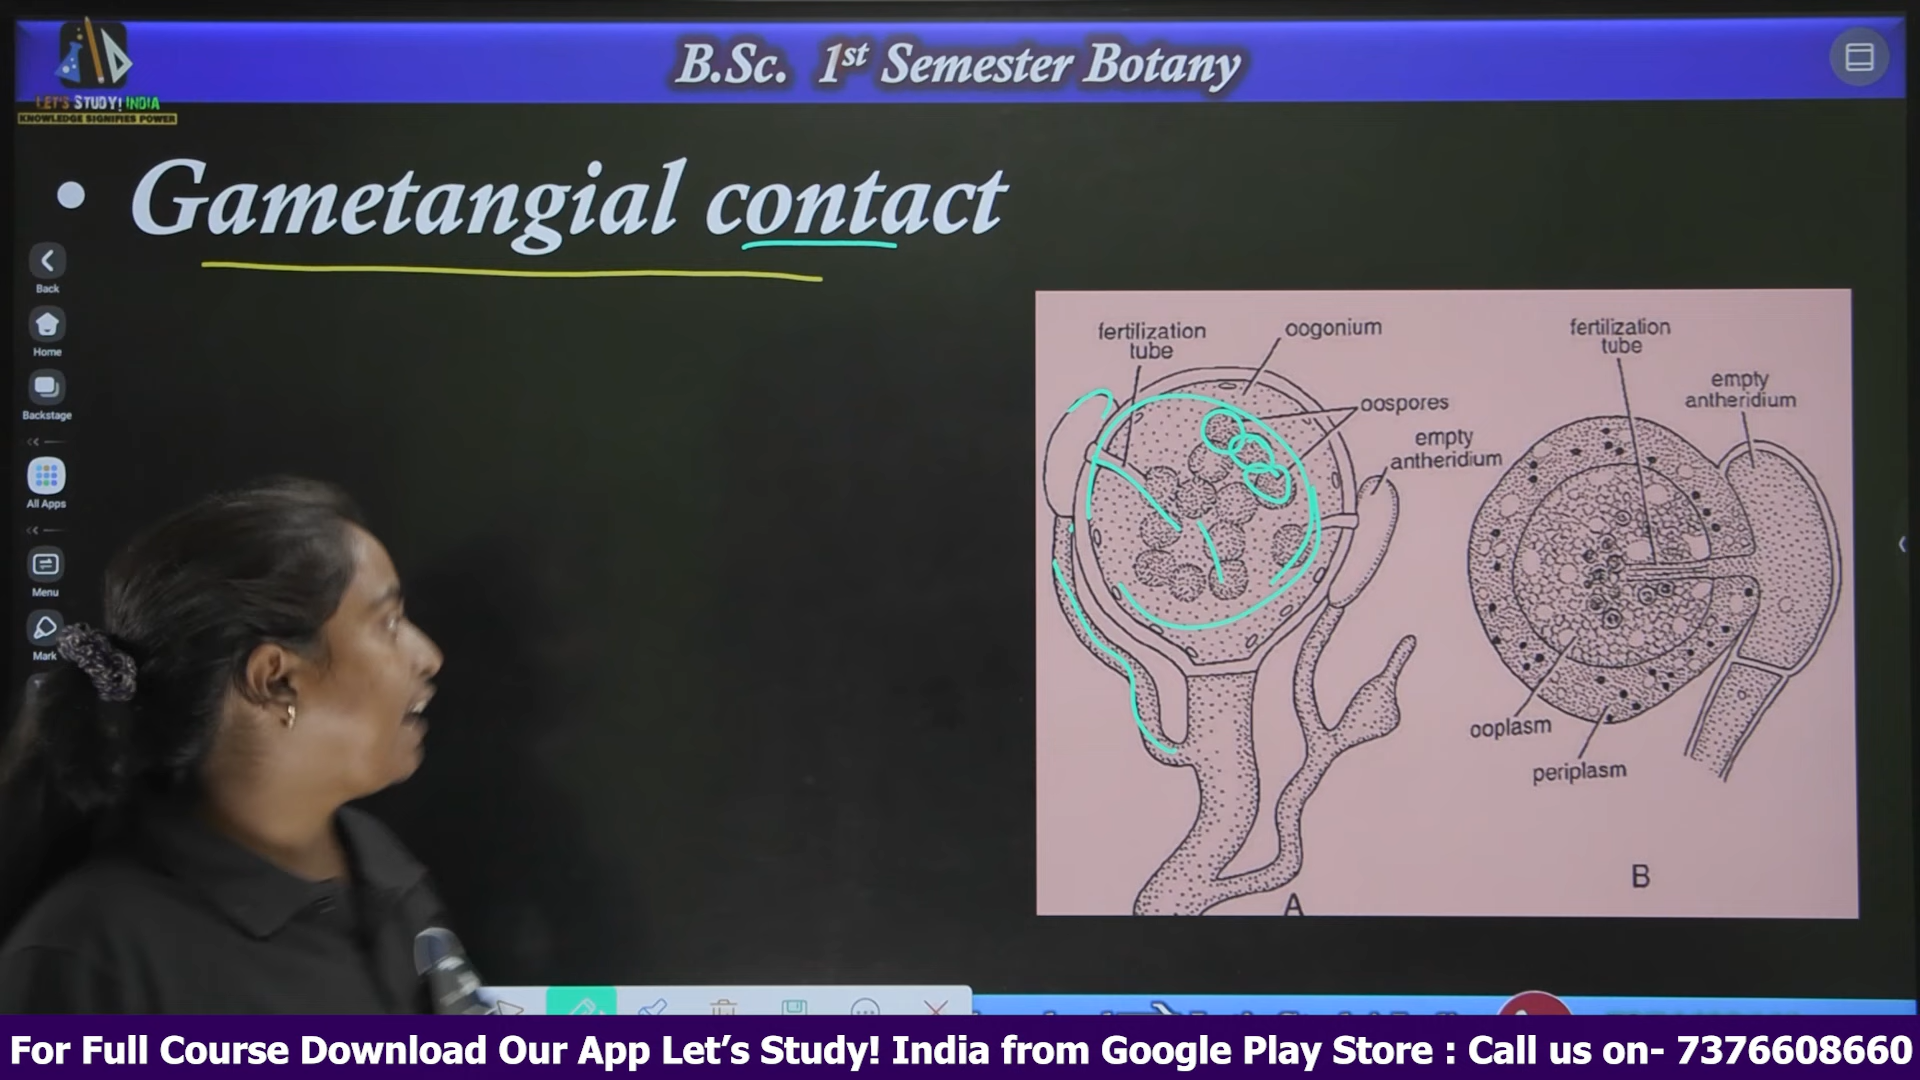 B.Sc. 1st Semester Botany
LET'S STUDY! INDIA
KNOWLEDGE SIGNIFIES POWER
• Gametangial contact
Back
Home
Backstage
All Apps
Menu
Mark
fertilization
tube
oogonium
oospores
empty
antheridium
A
fertilization
tube
empty
antheridium
ooplasm
periplasm
B
For Full Course Download Our App Let's Study! India from Google Play Store : Call us on- 7376608660